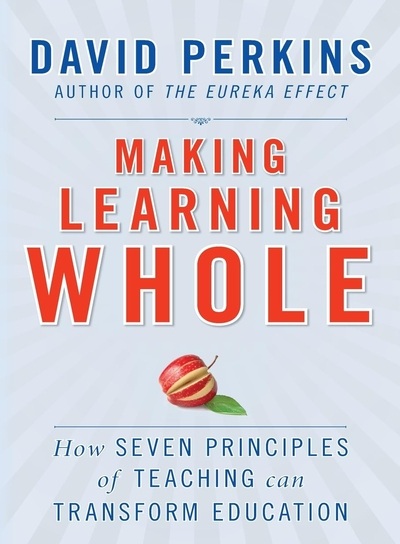 DAVID PERKINS
AUTHOR OF THE EUREKA EFFECT
MAKING
LEARNING
WHOLE
How SEVEN PRINCIPLES
of TEACHING can
TRANSFORM EDUCATION